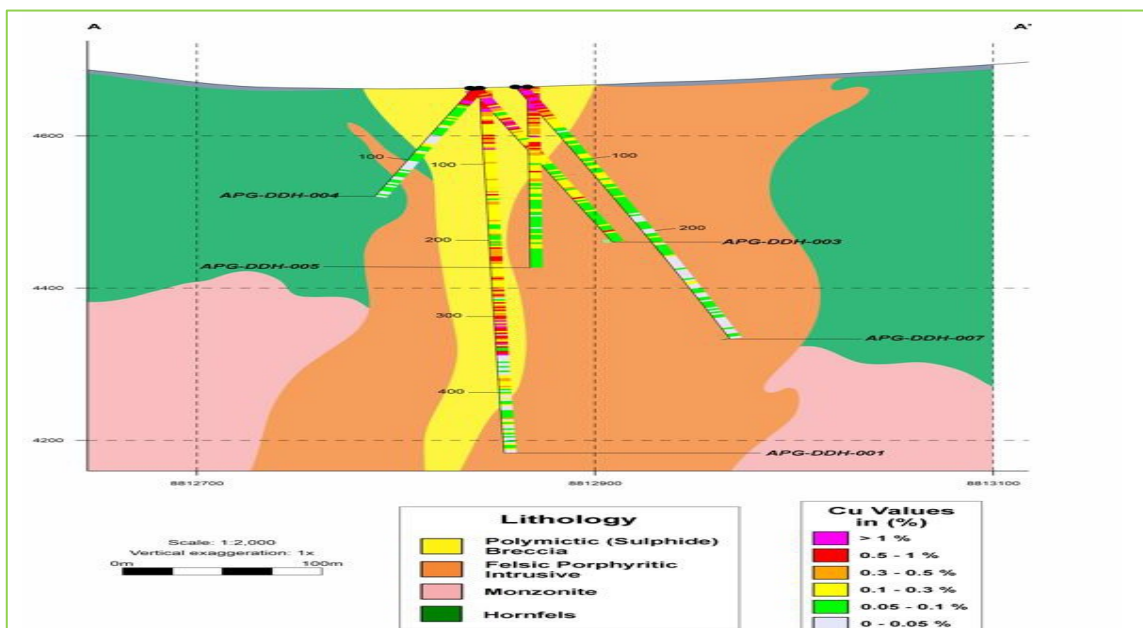 A
A'
4600
100
100
100
APG-DDH-004
200
200
APG-DDH-003
APG-DDH-005
4400
300
APG-DDH-007
400
4200
APG-DDH-001
8812700
8812900
8813100
Scale: 1:2,000
Vertical exaggeration: 1x
0m
100m
Lithology
Polymictic (Sulphide)
Breccia
Felsic Porphyritic
Intrusive
Monzonite
Hornfels
Cu Values
in (%)
> 1 %
0.5 - 1 %
0.3 - 0.5 %
0.1 - 0.3 %
0.05 - 0.1 %
0 - 0.05 %